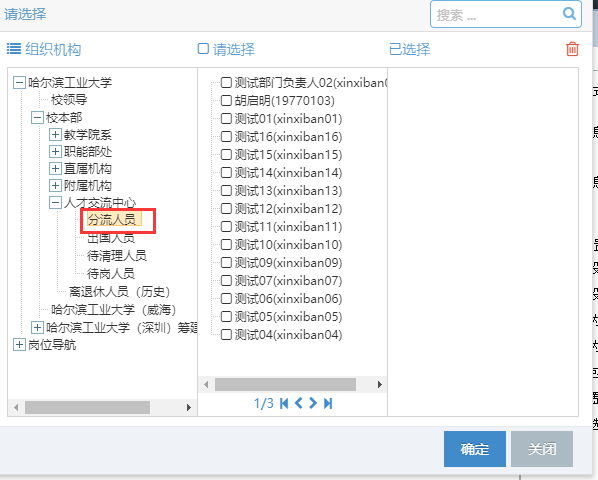 请选择
搜索 ...
组织机构
请选择
已选择
哈尔滨工业大学
校领导
校本部
教学院系
职能部处
直属机构
附属机构
人才交流中心
分流人员
出国人员
待清理人员
待岗人员
离退休人员（历史）
哈尔滨工业大学（威海）
哈尔滨工业大学（深圳）筹建
岗位导航
测试部门负责人02(xinxiban0
胡启明(19770103)
测试01(xinxiban01)
测试16(xinxiban16)
测试15(xinxiban15)
测试14(xinxiban14)
测试13(xinxiban13)
测试12(xinxiban12)
测试11(xinxiban11)
测试10(xinxiban10)
测试09(xinxiban09)
测试07(xinxiban07)
测试06(xinxiban06)
测试05(xinxiban05)
测试04(xinxiban04)
1/3
确定
关闭